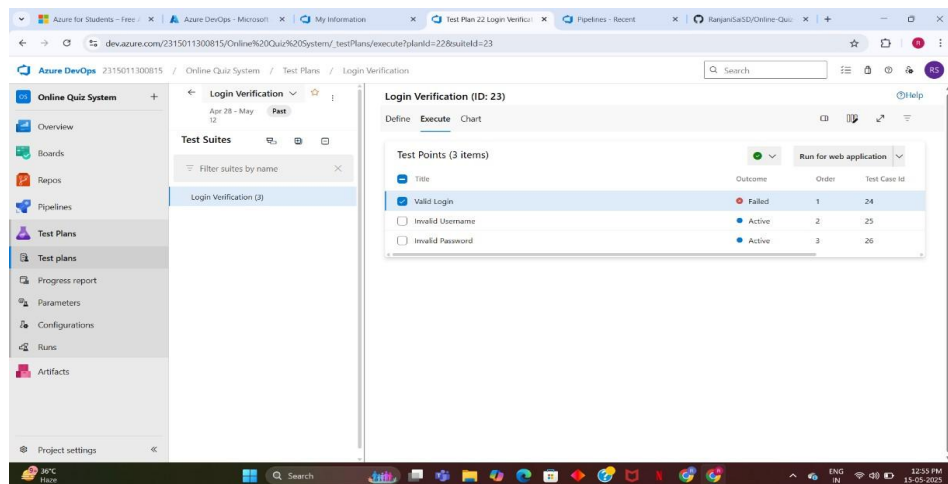 Azure for Students – Free
Azure DevOps - Microsoft
My Information
Test Plan 22 Login Verificat
Pipelines - Recent
RanjaniSaiSD/Online-Quiz
dev.azure.com/2315011300815/Online%20Quiz%20System/_testPlans/execute?planId=22&suiteId=23
R
Azure DevOps 2315011300815 / Online Quiz System / Test Plans / Login Verification
Search
RS
OS Online Quiz System +
Overview
Boards
Repos
Pipelines
Test Plans
Test plans
Progress report
Parameters
Configurations
Runs
Artifacts
Project settings
Login Verification
Apr 28 - May 12
Past
Test Suites
Filter suites by name
Login Verification (3)
Login Verification (ID: 23)
Help
Define Execute Chart
Test Points (3 items)
Run for web application
Title Outcome Order Test Case Id
Valid Login Failed 1 24
Invalid Username Active 2 25
Invalid Password Active 3 26
36°C
Haze
Search
ENG
IN
12:55 PM
15-05-2025